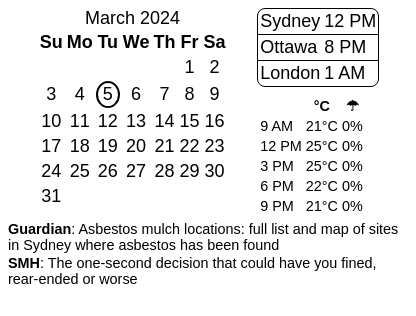 March 2024
Su Mo Tu We Th Fr Sa
1 2
3 4 5 6 7 8 9
10 11 12 13 14 15 16
17 18 19 20 21 22 23
24 25 26 27 28 29 30
31
Sydney 12 PM
Ottawa 8 PM
London 1 AM
°C ☂
9 AM 21°C 0%
12 PM 25°C 0%
3 PM 25°C 0%
6 PM 22°C 0%
9 PM 21°C 0%
Guardian: Asbestos mulch locations: full list and map of sites
in Sydney where asbestos has been found
SMH: The one-second decision that could have you fined,
rear-ended or worse